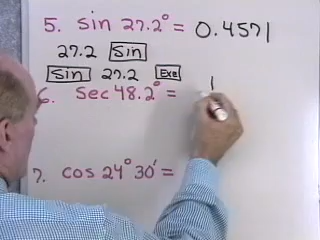 5. sin 27.2° = 0.4571
27.2 sin
sin 27.2 Exe
6. sec 48.2° =
7. cos 24° 30' =